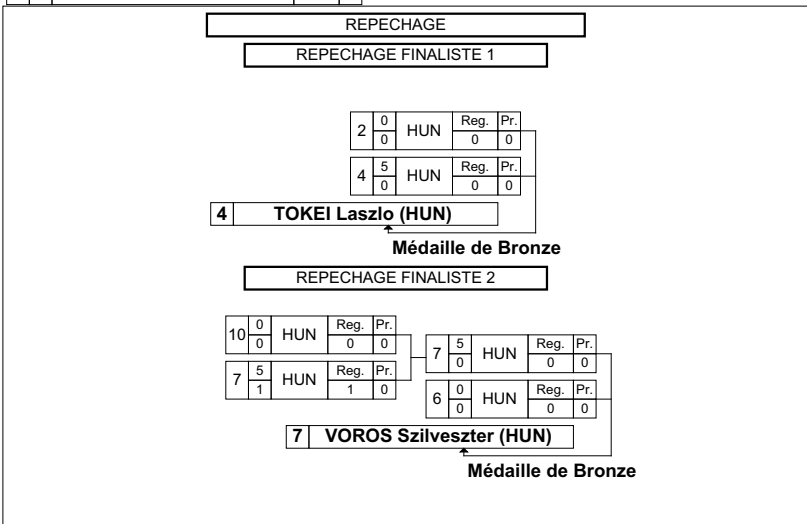 REPECHAGE
REPECHAGE FINALISTE 1
2 0 HUN Reg. Pr.
0 0 0
4 5 HUN Reg. Pr.
0 0 0
4 TOKEI Laszlo (HUN)
Médaille de Bronze
REPECHAGE FINALISTE 2
10 0 HUN Reg. Pr.
0 0 0
7 5 HUN Reg. Pr.
0 0 0
7 5 HUN Reg. Pr.
1 1 0
6 0 HUN Reg. Pr.
0 0 0
7 VOROS Szilveszter (HUN)
Médaille de Bronze